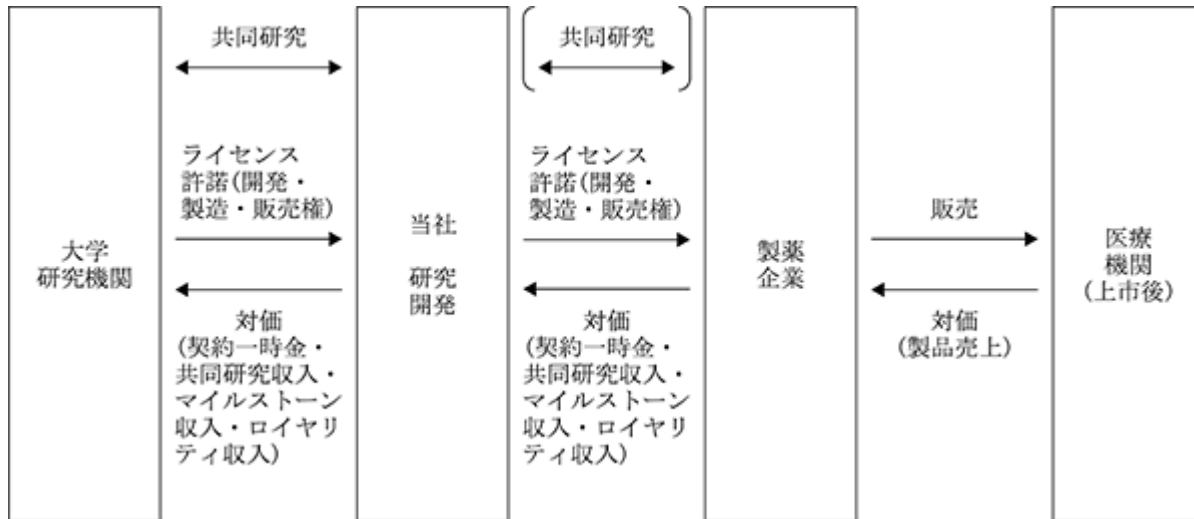 共同研究
共同研究
ライセンス
許諾(開発・
製造・販売権)
ライセンス
許諾(開発・
製造・販売権)
販売
大学
研究機関
当社
研究
開発
製薬
企業
医療
機関
(上市後)
対価
(契約一時金・
共同研究収入・
マイルストーン
収入・ロイヤリ
ティ収入)
対価
(契約一時金・
共同研究収入・
マイルストーン
収入・ロイヤリ
ティ収入)
対価
(製品売上)